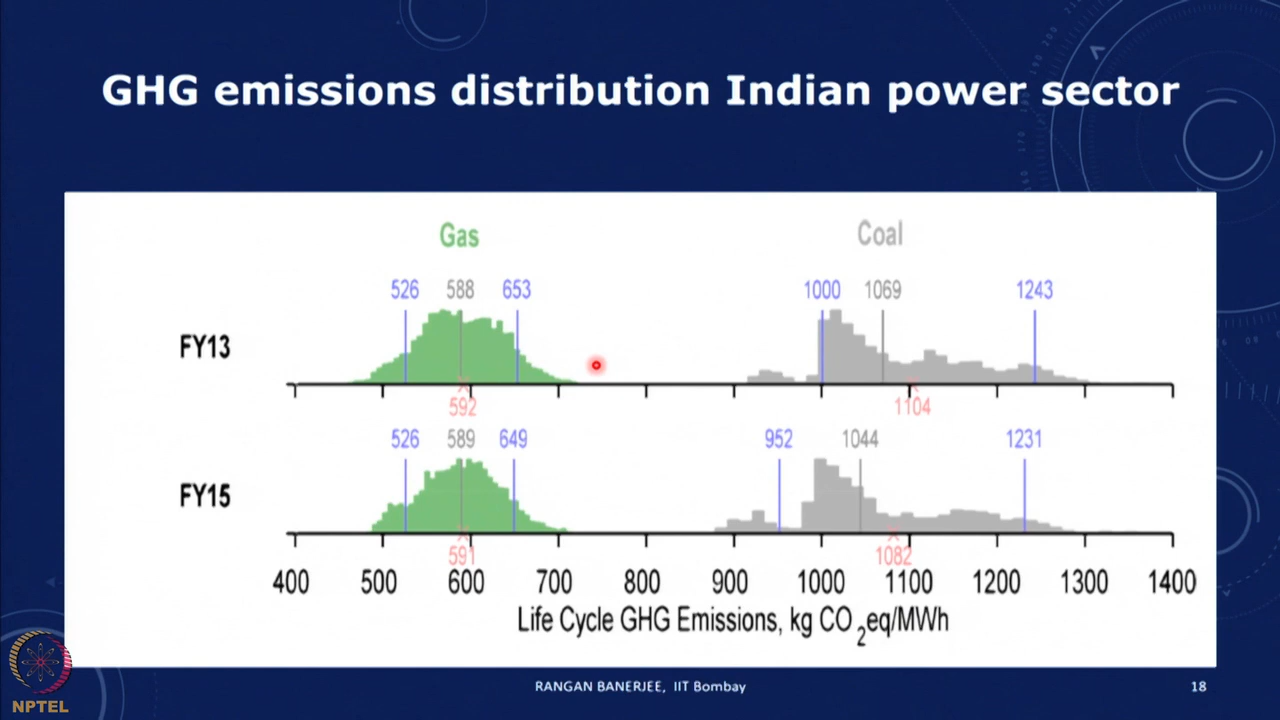 GHG emissions distribution Indian power sector
Gas Coal
526 588 653 1000 1069 1243
FY13
592 1104
526 589 649 952 1044 1231
FY15
591 1082
400 500 600 700 800 900 1000 1100 1200 1300 1400
Life Cycle GHG Emissions, kg CO2eq/MWh
RANGAN BANERJEE, IIT Bombay 18
NPTEL